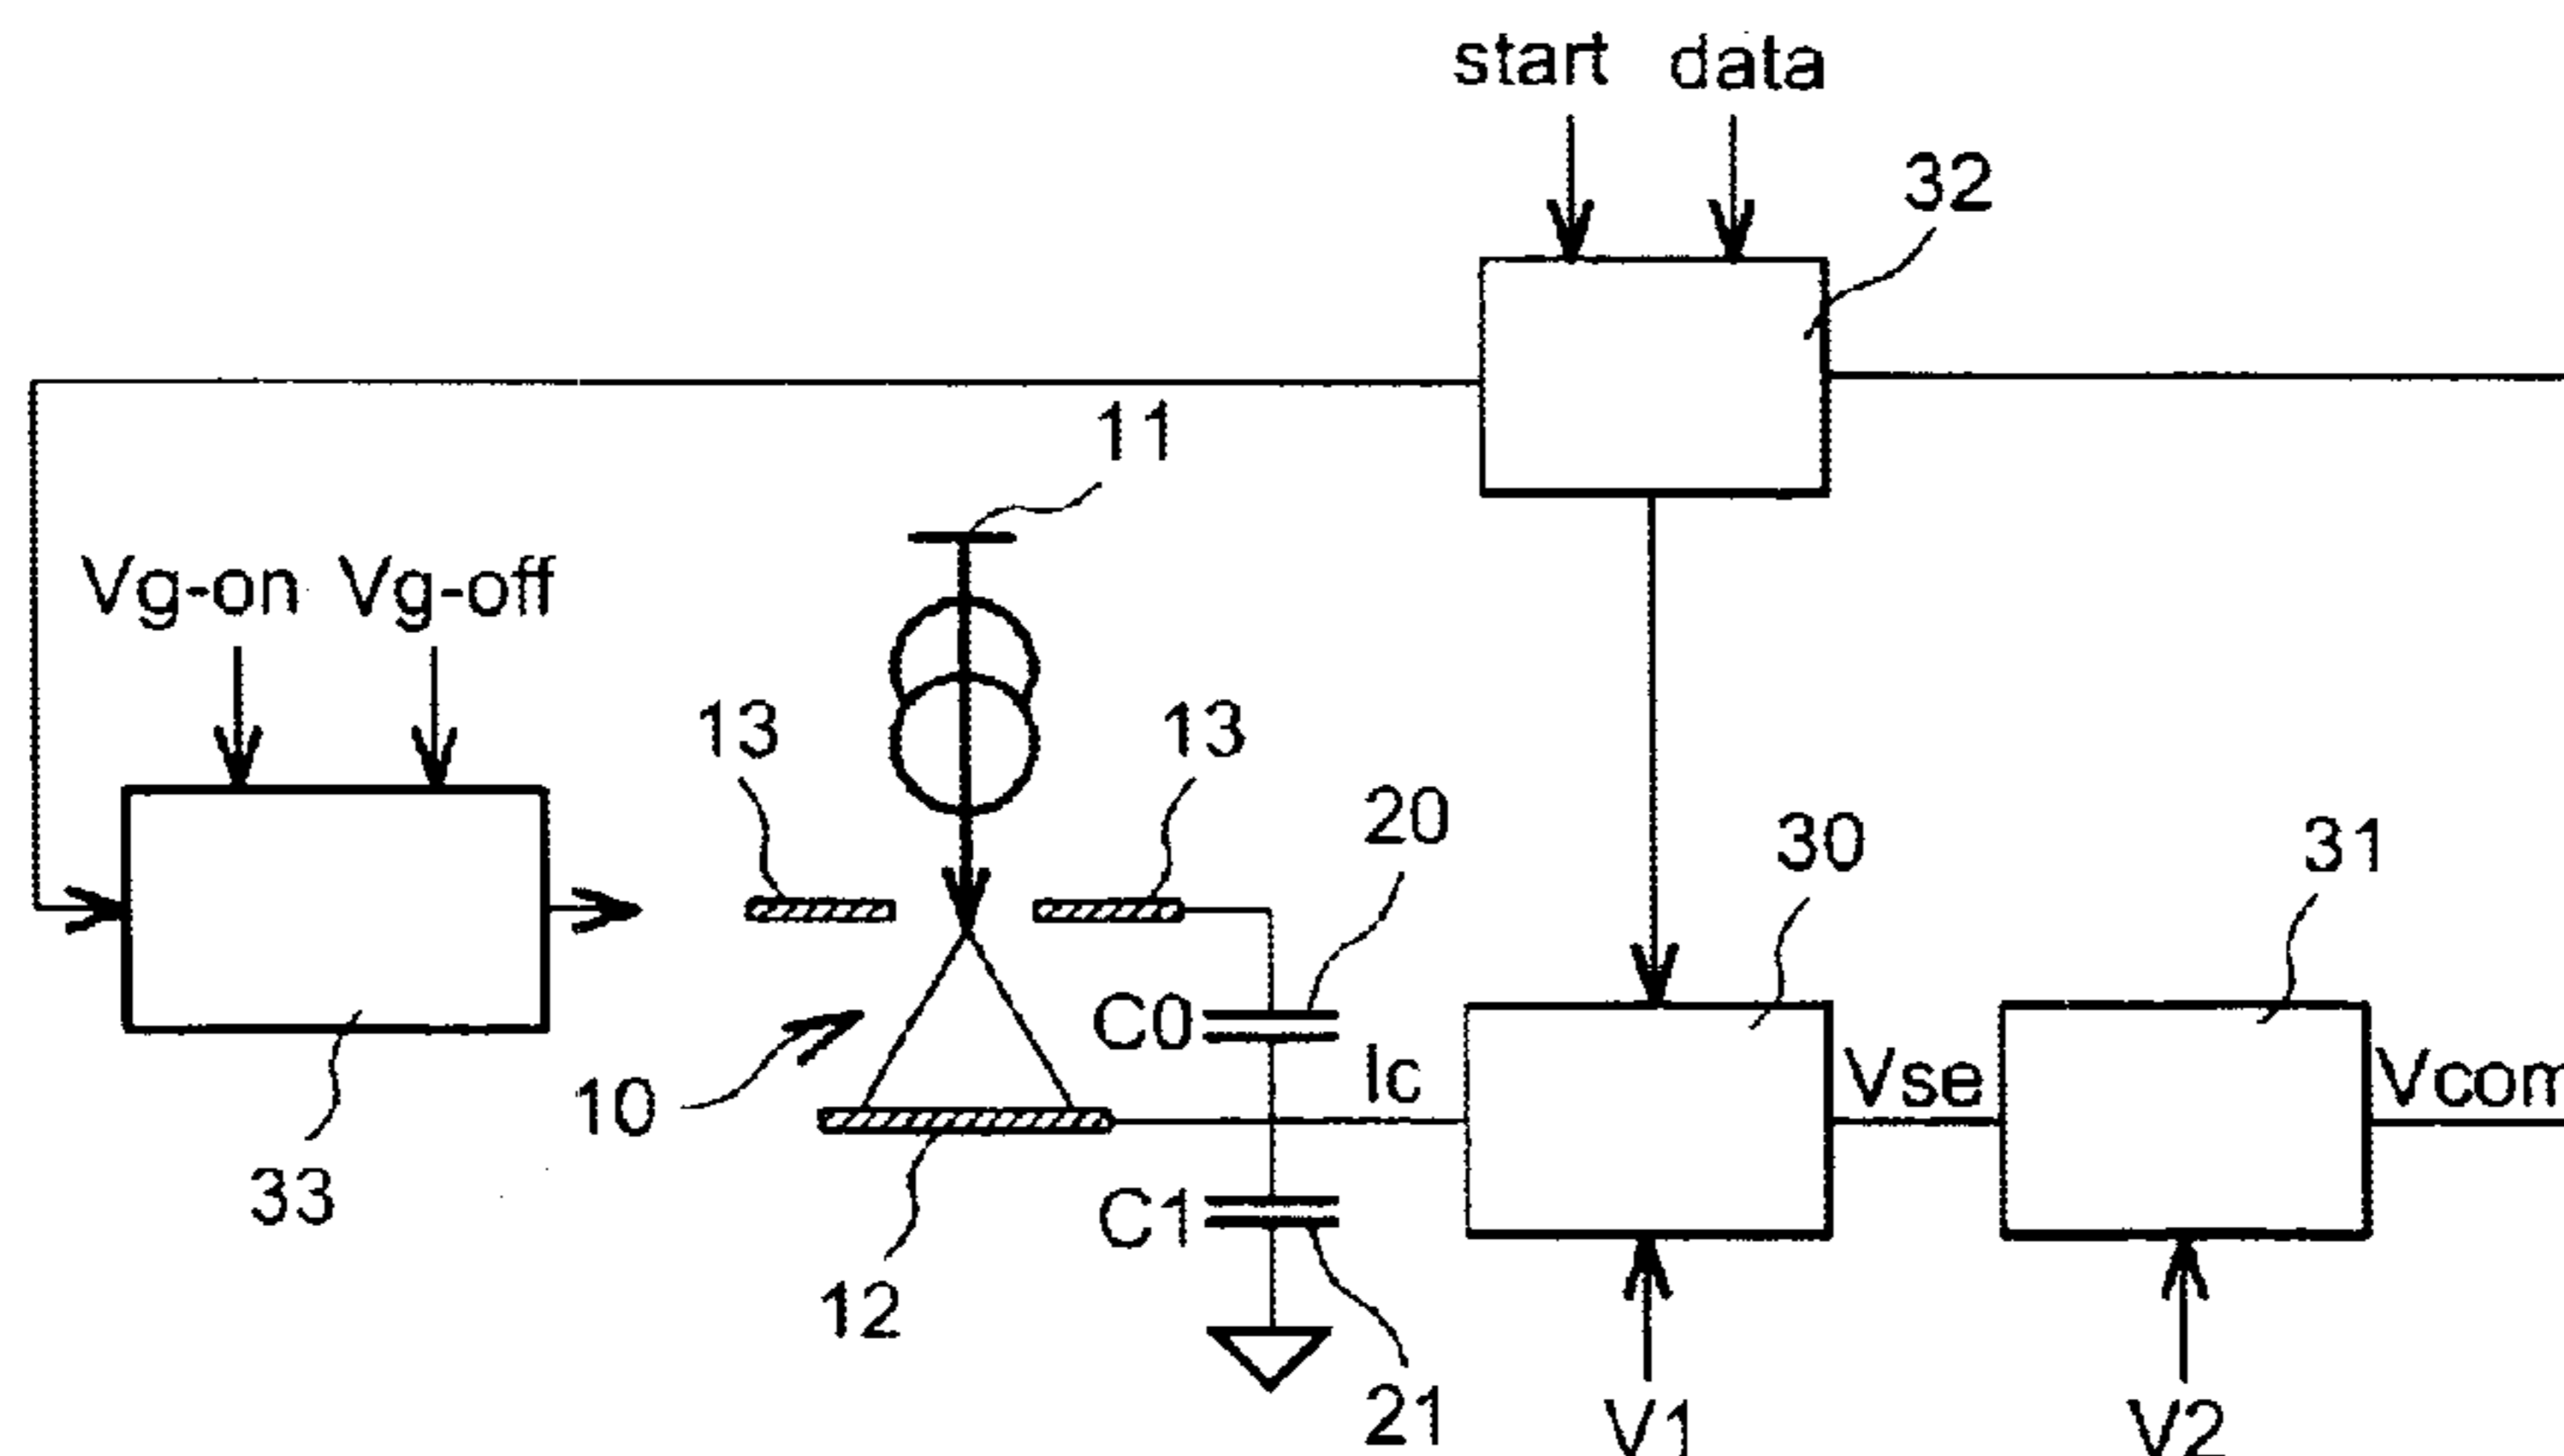 start data
32
11
Vg-on Vg-off
13 13
20
30
31
C0
Ic
Vse
Vcom
10
C1
33
12
21
V1
V2